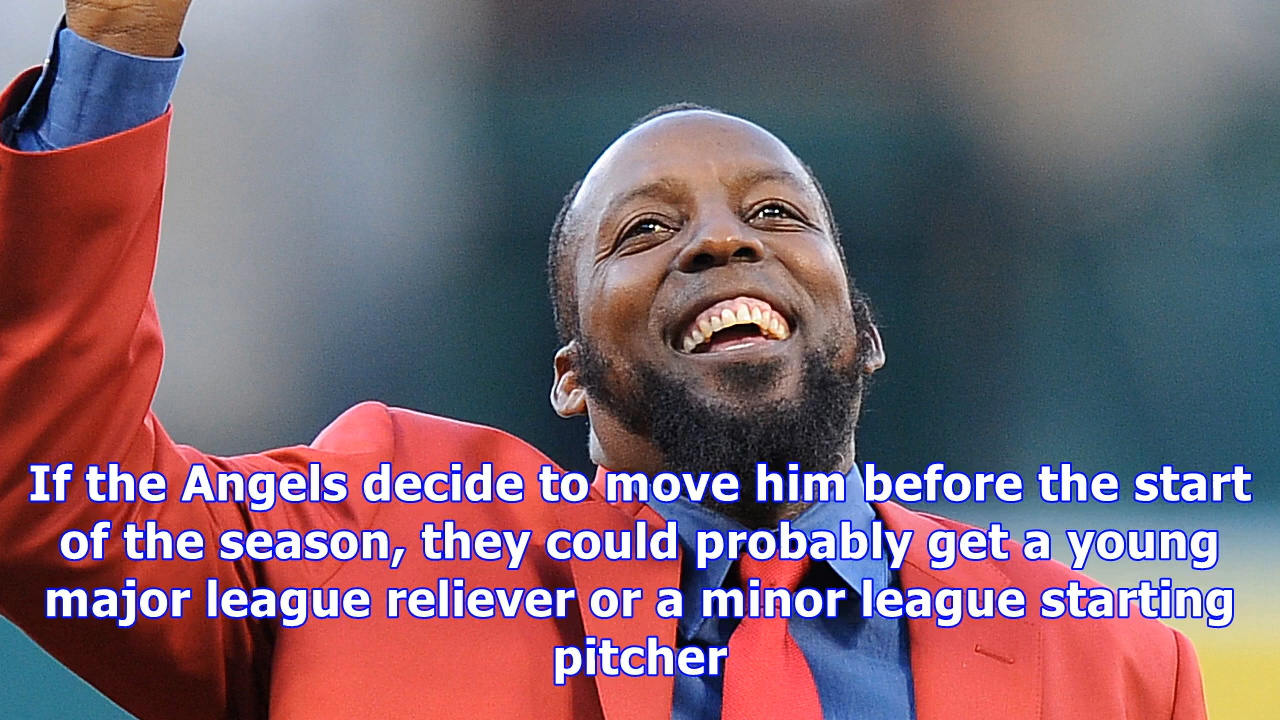 If the Angels decide to move him before the start
of the season, they could probably get a young
major league reliever or a minor league starting
pitcher